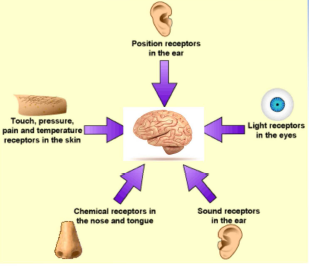 Position receptors
in the ear
Touch, pressure,
pain and temperature
receptors in the skin
Light receptors
in the eyes
Chemical receptors in
the nose and tongue
Sound receptors
in the ear